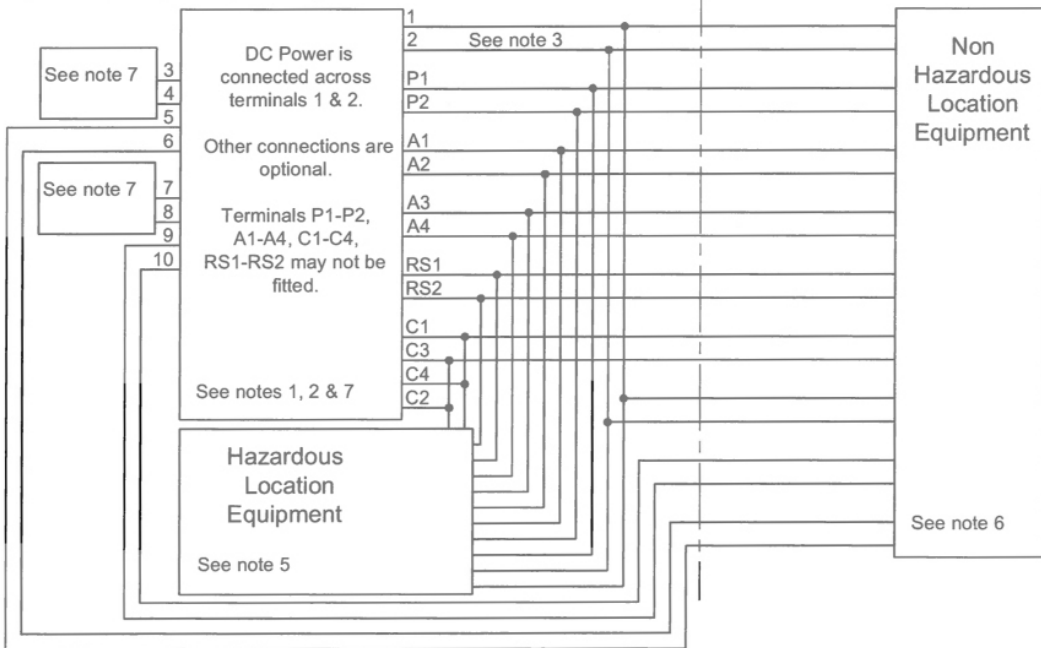 See note 7
3
4
5
6
See note 7
7
8
9
10
DC Power is
connected across
terminals 1 & 2.
Other connections are
optional.
Terminals P1-P2,
A1-A4, C1-C4,
RS1-RS2 may not be
fitted.
See notes 1, 2 & 7
1
2
See note 3
P1
P2
A1
A2
A3
A4
RS1
RS2
C1
C3
C4
C2
Hazardous
Location
Equipment
See note 5
Non
Hazardous
Location
Equipment
See note 6